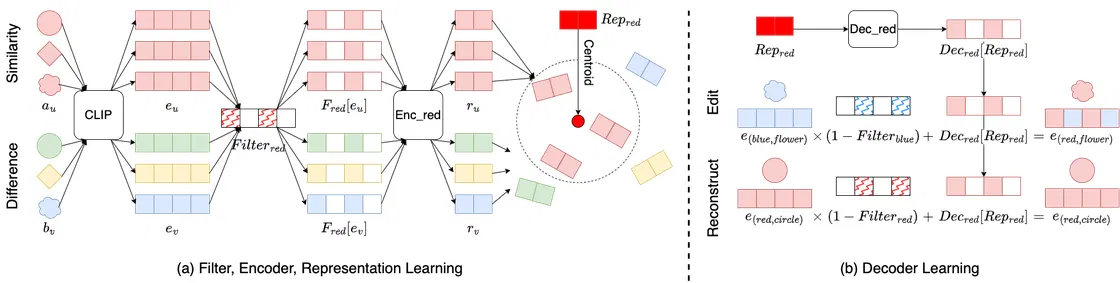 Similarity
Difference
a_u
b_v
CLIP
e_u
e_v
Filter_red
F_red[e_u]
F_red[e_v]
Enc_red
r_u
r_v
Rep_red
Centroid
(a) Filter, Encoder, Representation Learning
Rep_red
Dec_red
Dec_red[Rep_red]
Edit
e_(blue,flower) × (1 − Filter_blue) + Dec_red[Rep_red] = e_(red,flower)
Reconstruct
e_(red,circle) × (1 − Filter_red) + Dec_red[Rep_red] = e_(red,circle)
(b) Decoder Learning